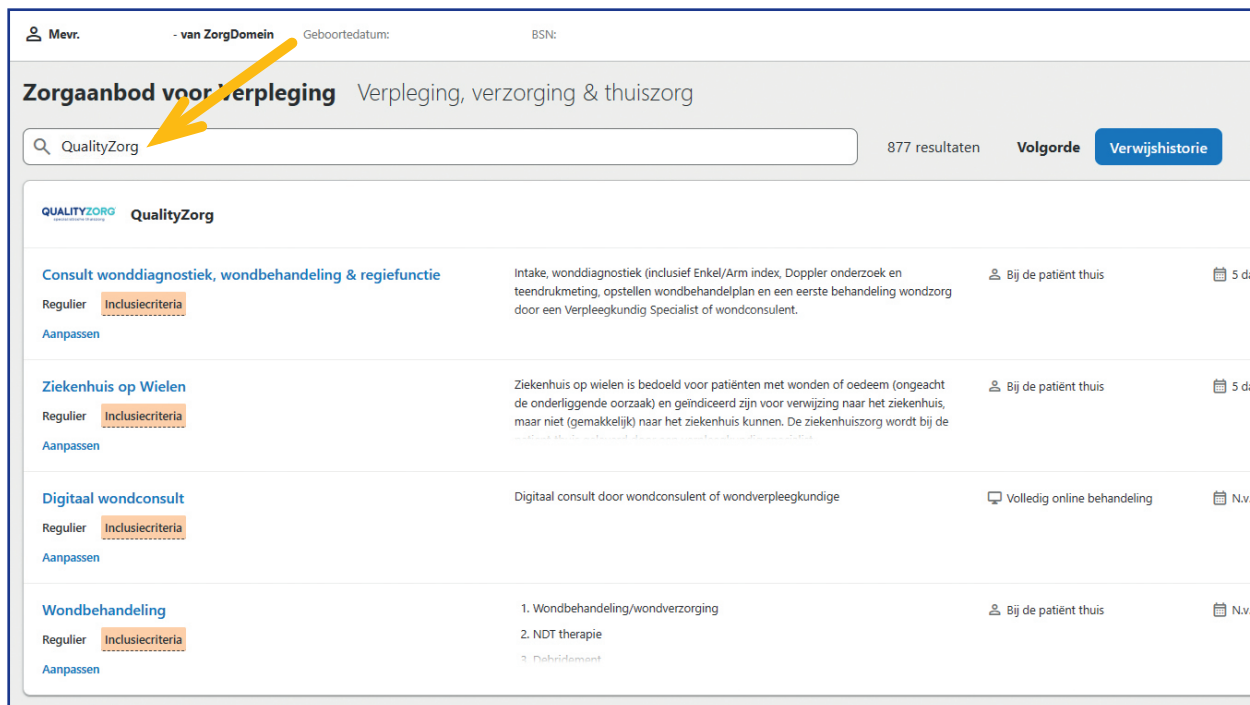 Mevr. - van ZorgDomein Geboortedatum: BSN:
Zorgaanbod voor Verpleging Verpleging, verzorging & thuiszorg
QualityZorg 877 resultaten Volgorde Verwijshistorie
QUALITYZORG QualityZorg
Consult wonddiagnostiek, wondbehandeling & regiefunctie
Regulier Inclusiecriteria
Aanpassen
Intake, wonddiagnostiek (inclusief Enkel/Arm index, Doppler onderzoek en
teendrukmeting, opstellen wondbehandelplan en een eerste behandeling wondzorg
door een Verpleegkundig Specialist of wondconsulent.
Bij de patiënt thuis
5 da
Ziekenhuis op Wielen
Regulier Inclusiecriteria
Aanpassen
Ziekenhuis op wielen is bedoeld voor patiënten met wonden of oedeem (ongeacht
de onderliggende oorzaak) en geïndiceerd zijn voor verwijzing naar het ziekenhuis,
maar niet (gemakkelijk) naar het ziekenhuis kunnen. De ziekenhuiszorg wordt bij de
Bij de patiënt thuis
5 da
Digitaal wondconsult
Regulier Inclusiecriteria
Aanpassen
Digitaal consult door wondconsulent of wondverpleegkundige
Volledig online behandeling
N.v.
Wondbehandeling
Regulier Inclusiecriteria
Aanpassen
1. Wondbehandeling/wondverzorging
2. NDT therapie
3. Debridement
Bij de patiënt thuis
N.v.